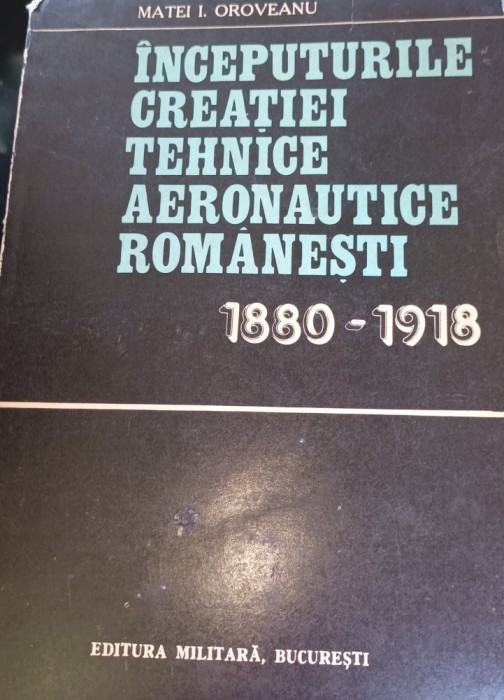 MATEI I. OROVEANU
ÎNCEPUTURILE
CREAȚIEI
TEHNICE
AERONAUTICE
ROMÂNEȘTI
1880-1918
EDITURA MILITARĂ, BUCUREȘTI